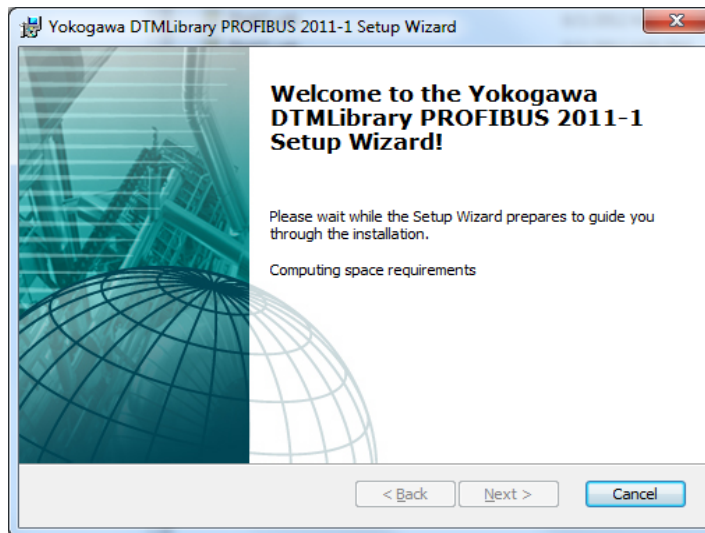 Yokogawa DTMLibrary PROFIBUS 2011-1 Setup Wizard
Welcome to the Yokogawa
DTMLibrary PROFIBUS 2011-1
Setup Wizard!
Please wait while the Setup Wizard prepares to guide you
through the installation.
Computing space requirements
< Back Next > Cancel